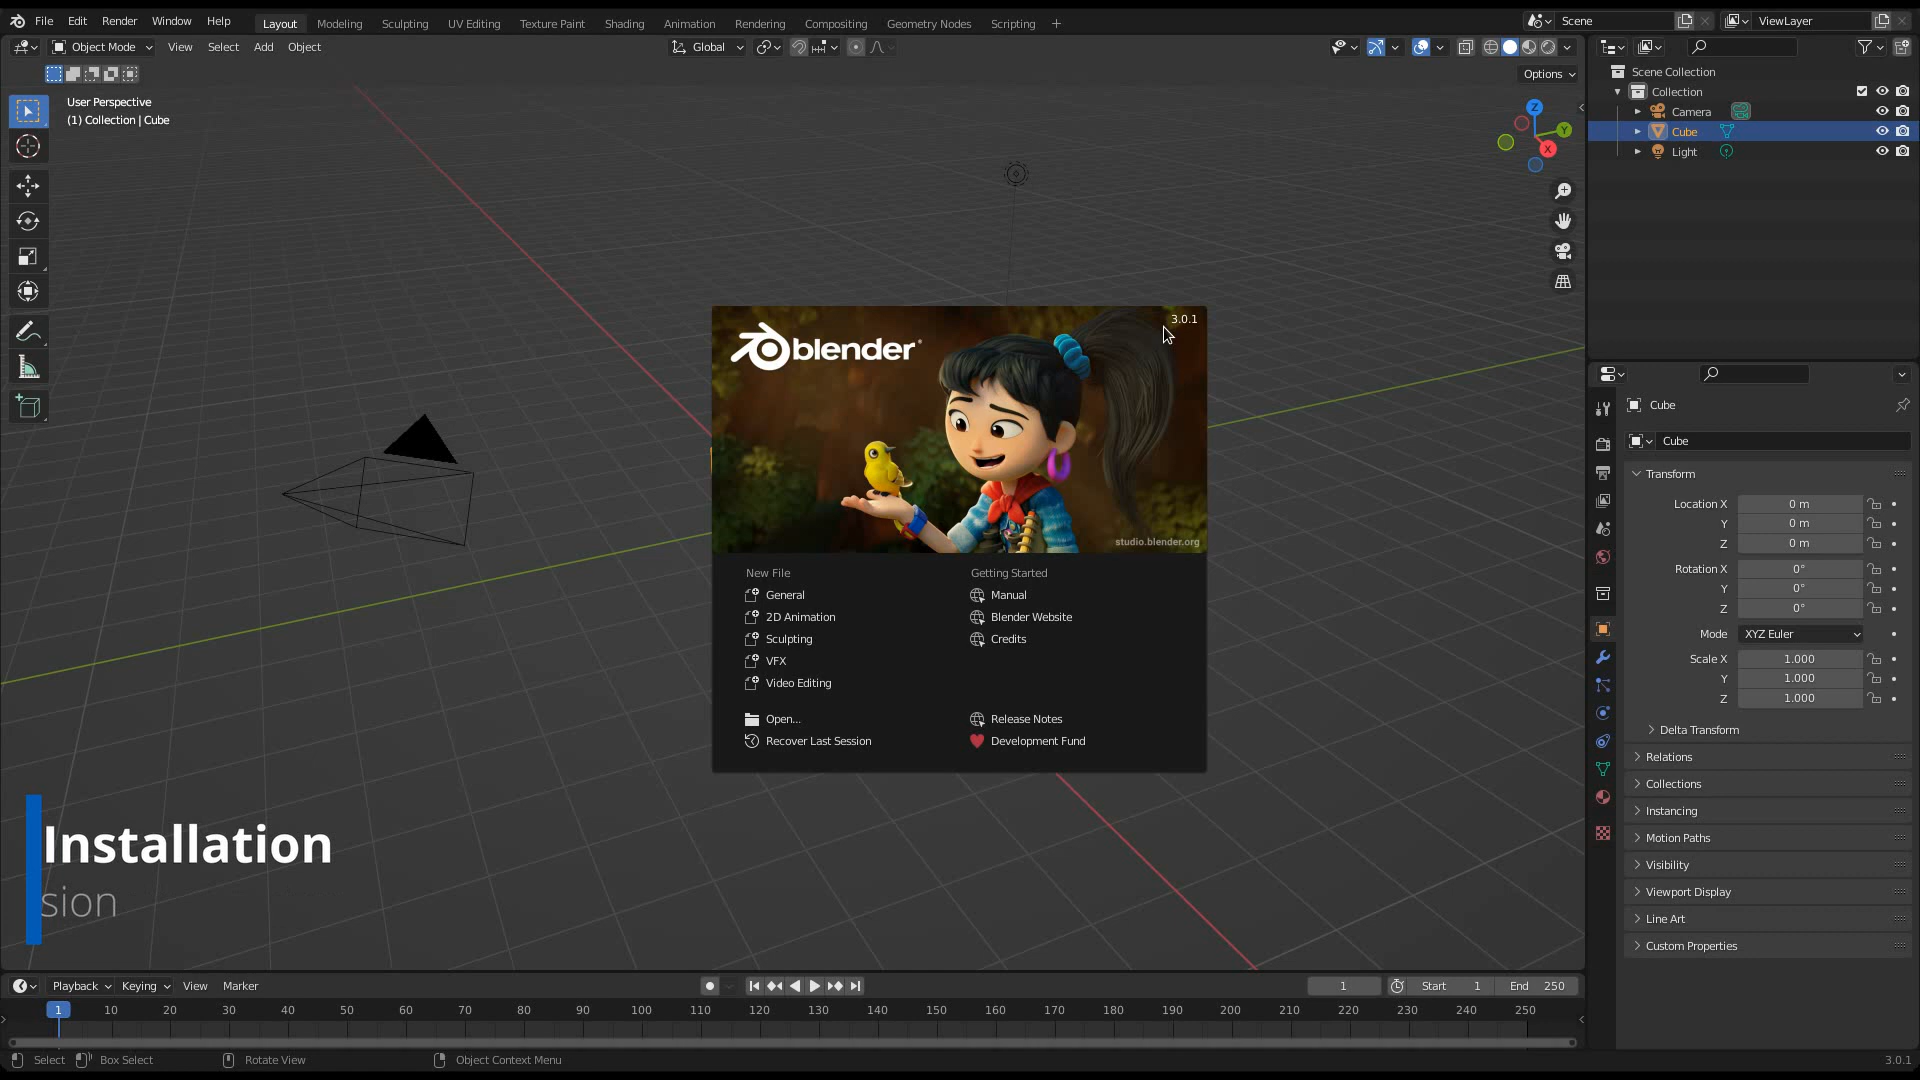 File Edit Render Window Help
Layout Modeling Sculpting UV Editing Texture Paint Shading Animation Rendering Compositing Geometry Nodes Scripting +
Scene
ViewLayer
Object Mode View Select Add Object
Global
Options
User Perspective
(1) Collection | Cube
Z
Y
X
Scene Collection
Collection
Camera
Cube
Light
blender
3.0.1
studio.blender.org
New File
General
2D Animation
Sculpting
VFX
Video Editing
Open...
Recover Last Session
Getting Started
Manual
Blender Website
Credits
Release Notes
Development Fund
Cube
Cube
Transform
Location X 0 m
Y 0 m
Z 0 m
Rotation X 0°
Y 0°
Z 0°
Mode XYZ Euler
Scale X 1.000
Y 1.000
Z 1.000
Delta Transform
Relations
Collections
Instancing
Motion Paths
Visibility
Viewport Display
Line Art
Custom Properties
Installation
sion
Playback Keying View Marker
1 Start 1 End 250
1 10 20 30 40 50 60 70 80 90 100 110 120 130 140 150 160 170 180 190 200 210 220 230 240 250
Select Box Select Rotate View Object Context Menu
3.0.1